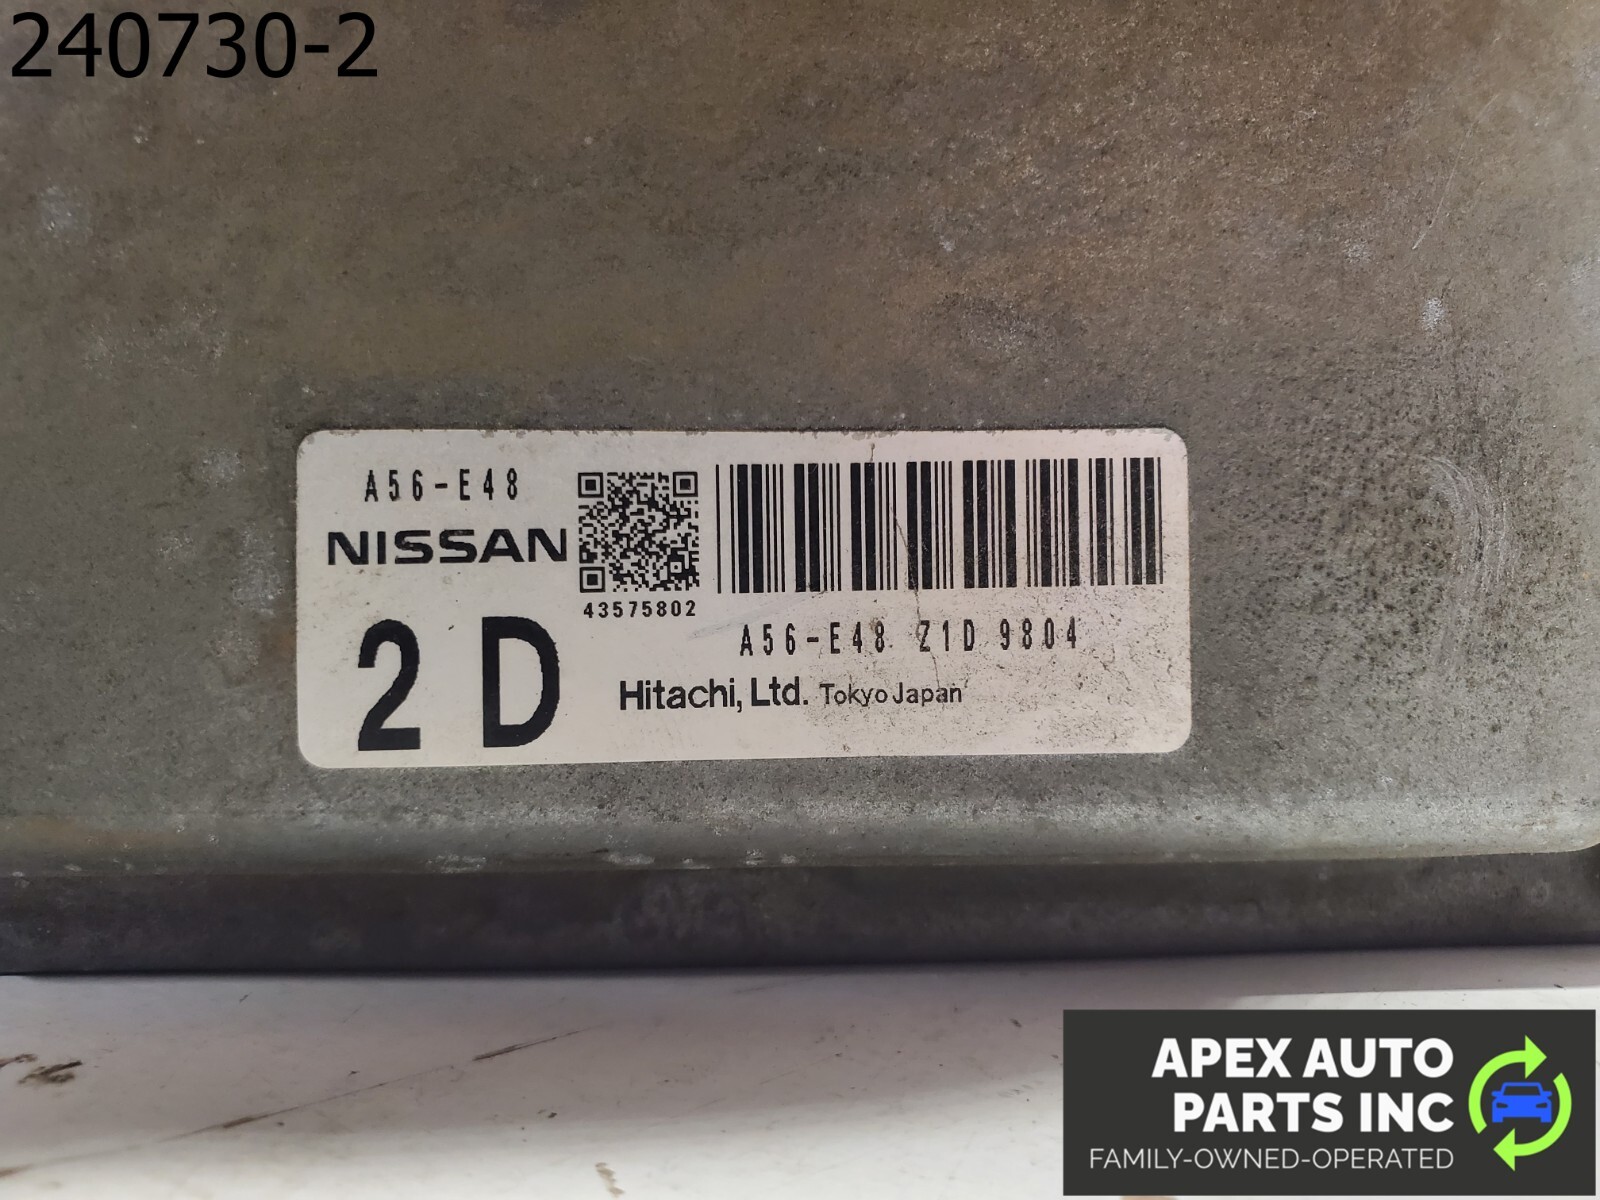 240730-2
A56-E48
NISSAN
43575802
2D
A56-E48 Z1D 9804
Hitachi, Ltd. Tokyo Japan
APEX AUTO
PARTS INC
FAMILY-OWNED-OPERATED